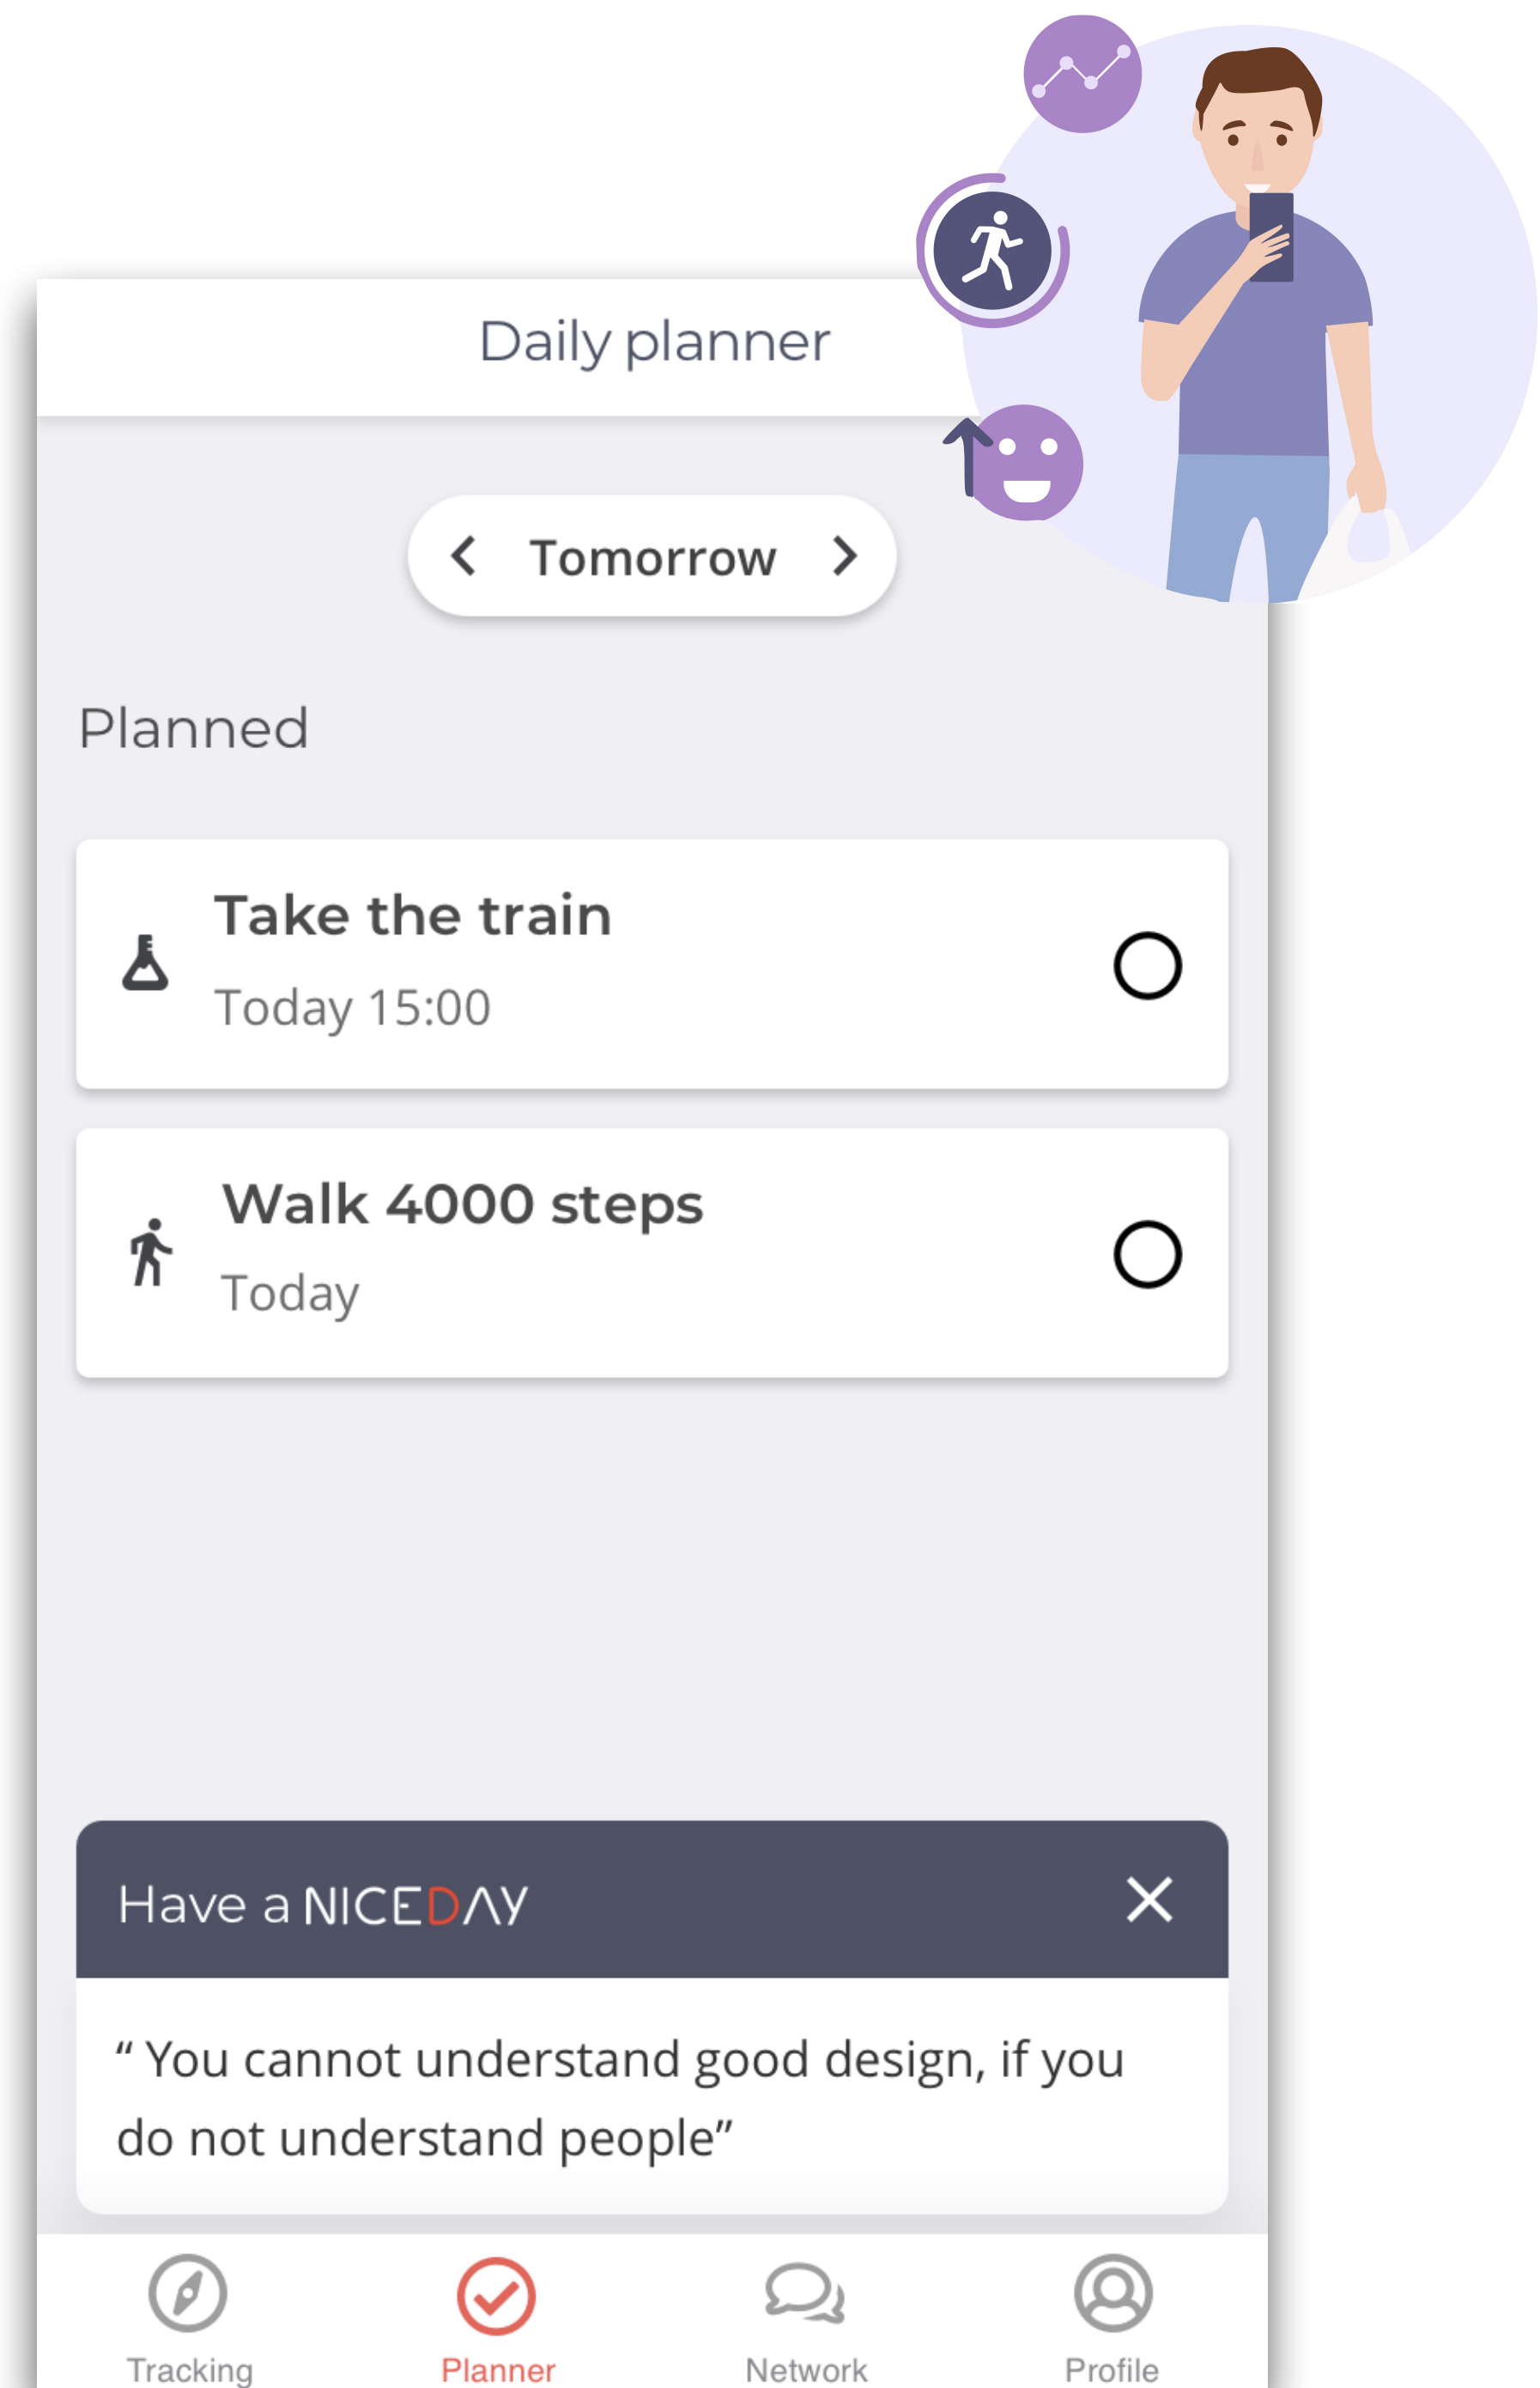 Daily planner
Tomorrow
Planned
Take the train
Today 15:00
Walk 4000 steps
Today
Have a NICEDAY
“ You cannot understand good design, if you
do not understand people”
Tracking
Planner
Network
Profile